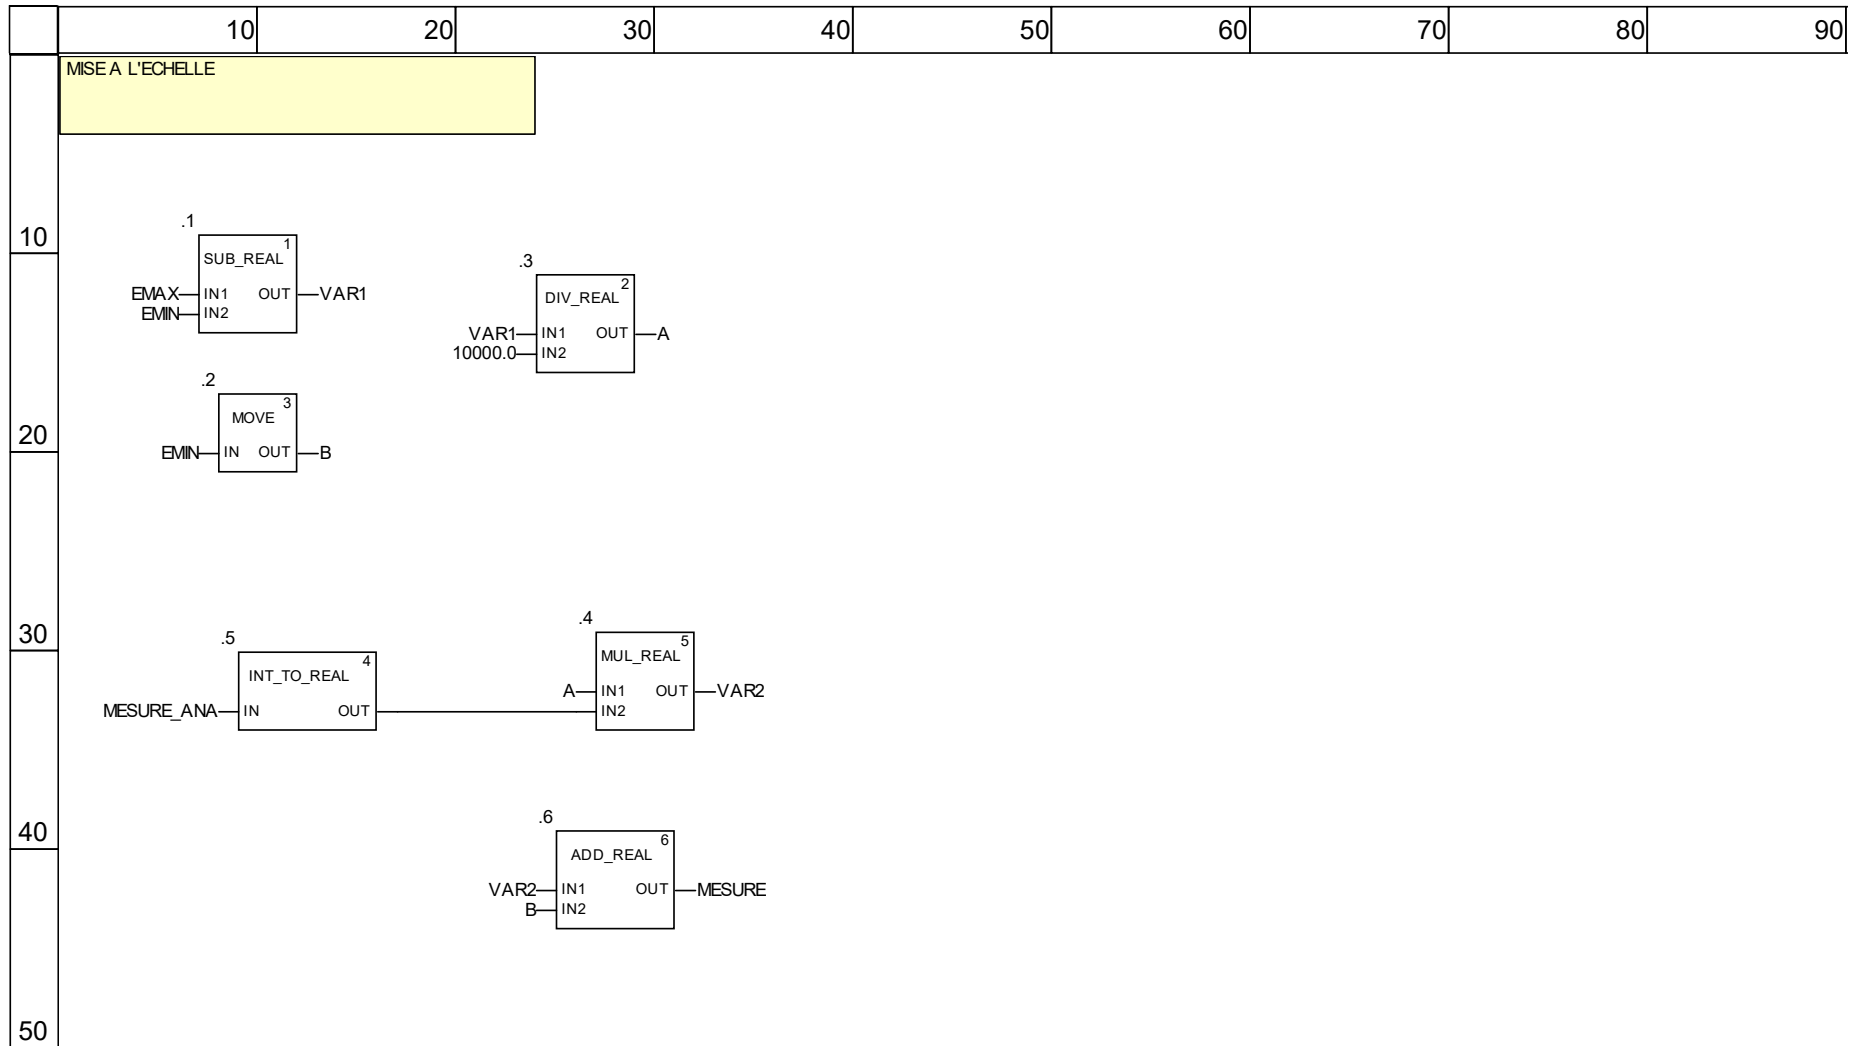 10 20 30 40 50 60 70 80 90
MISE A L'ECHELLE
10
.1
1
SUB_REAL
EMAX IN1 OUT VAR1
EMIN IN2
.3
2
DIV_REAL
VAR1 IN1 OUT A
10000.0 IN2
.2
3
MOVE
20
EMIN IN OUT B
30
.5
4
INT_TO_REAL
MESURE_ANA IN OUT
.4
5
MUL_REAL
A IN1 OUT VAR2
IN2
40
.6
6
ADD_REAL
VAR2 IN1 OUT MESURE
B IN2
50